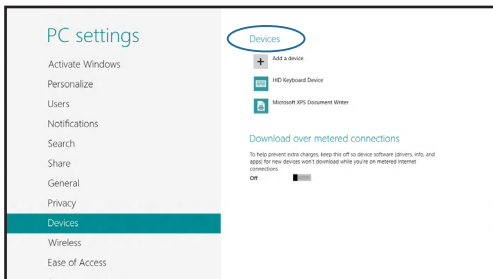 PC settings
Activate Windows
Personalize
Users
Notifications
Search
Share
General
Privacy
Devices
Wireless
Ease of Access
Devices
Add a device
HID Keyboard Device
Microsoft XPS Document Writer
Download over metered connections
To help prevent extra charges, keep this off so device software (drivers, info, and
apps) for new devices won't download while you're on metered Internet
connections.
Off